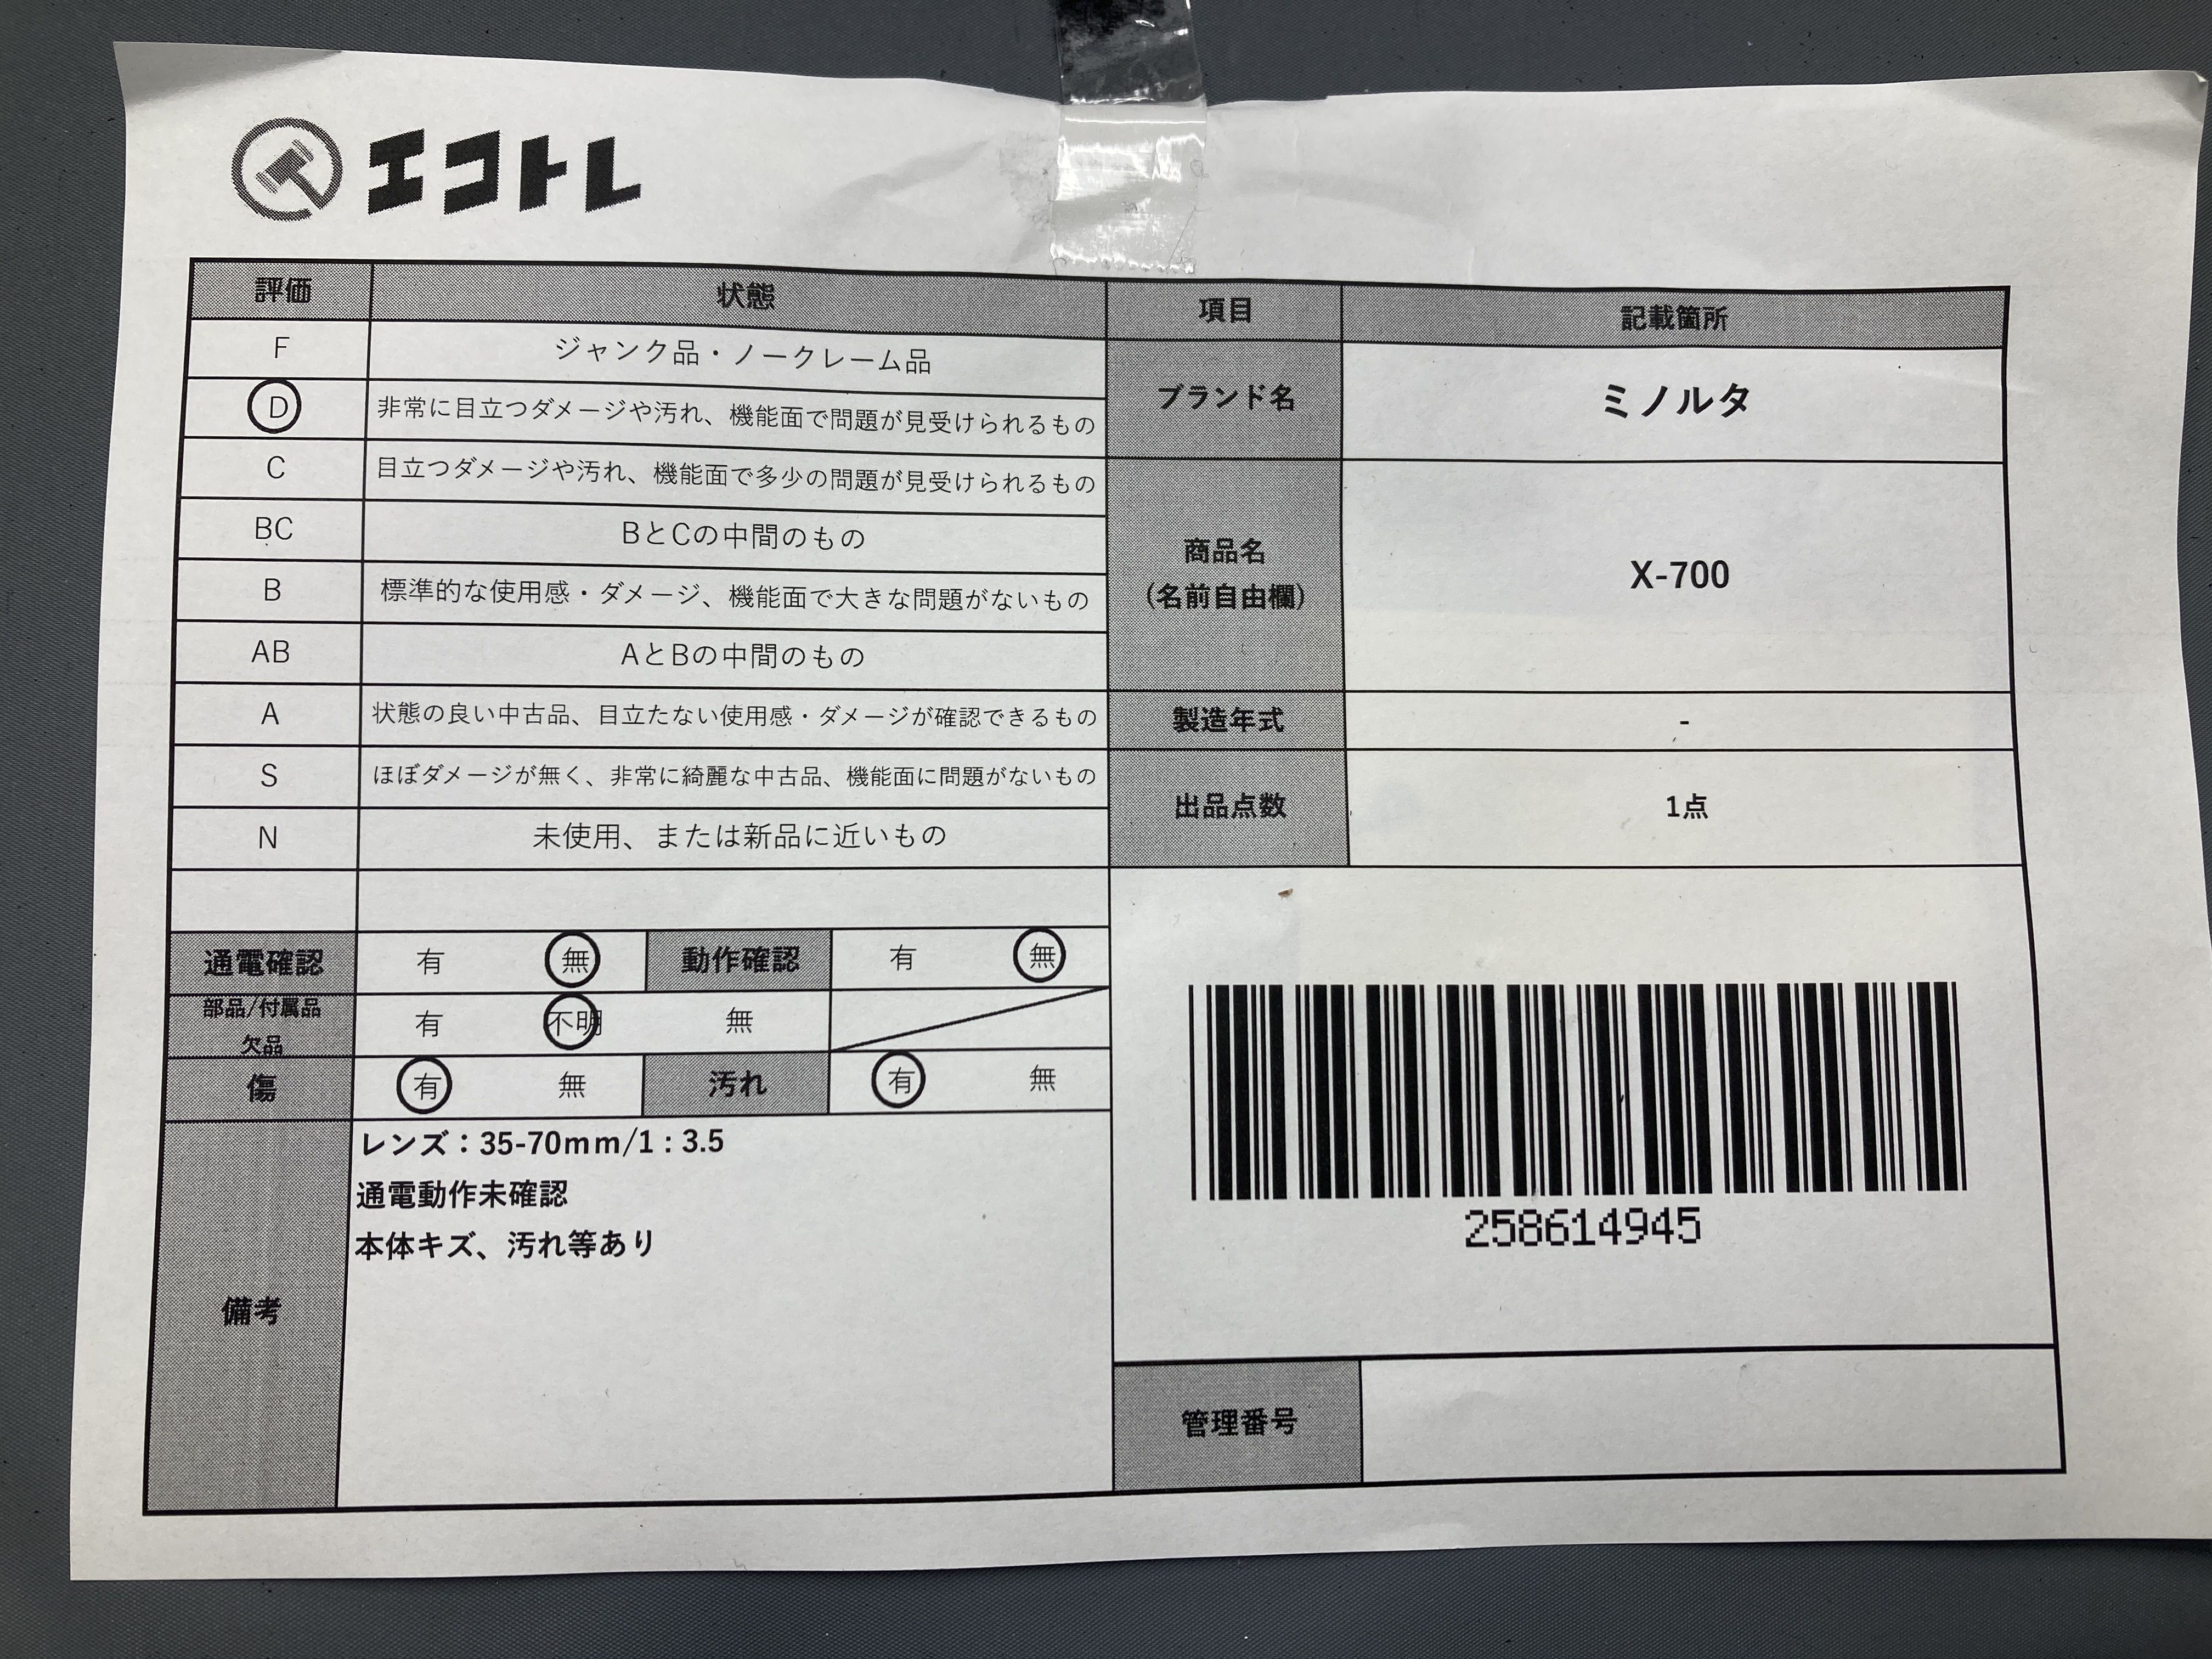 エコトレ
評価 状態
F ジャンク品・ノークレーム品
D 非常に目立つダメージや汚れ、機能面で問題が見受けられるもの
C 目立つダメージや汚れ、機能面で多少の問題が見受けられるもの
BC BとCの中間のもの
B 標準的な使用感・ダメージ、機能面で大きな問題がないもの
AB AとBの中間のもの
A 状態の良い中古品、目立たない使用感・ダメージが確認できるもの
S ほぼダメージが無く、非常に綺麗な中古品、機能面に問題がないもの
N 未使用、または新品に近いもの
通電確認 有 無 動作確認 有 無
部品/付属品
欠品 有 不明 無
傷 有 無 汚れ 有 無
備考
レンズ：35-70mm/1：3.5
通電動作未確認
本体キズ、汚れ等あり
項目 記載箇所
ブランド名 ミノルタ
商品名
（名前自由欄） X-700
製造年式 -
出品点数 1点
258614945
管理番号